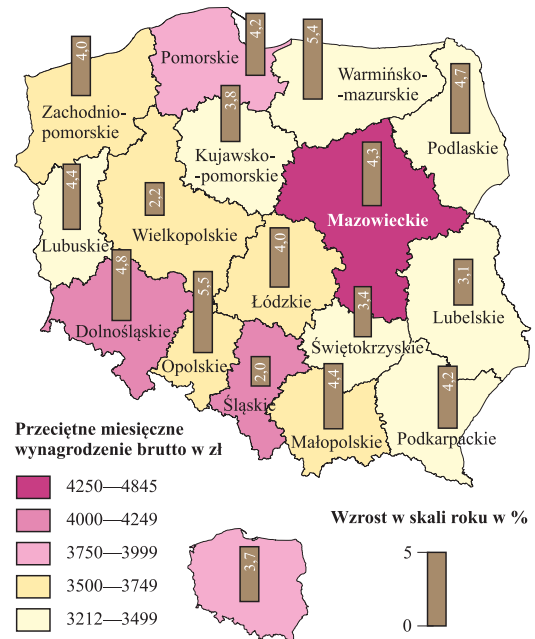 4,2
Pomorskie
5,4
4,0
Warmińsko-
-mazurskie
4,7
Zachodnio-
pomorskie
3,8
Kujawsko-
-pomorskie
Podlaskie
4,3
4,4
2,2
Mazowieckie
Lubuskie
Wielkopolskie
4,0
4,8
Łódzkie
3,1
Lubelskie
5,5
3,4
Dolnośląskie
Świętokrzyskie
Opolskie
2,0
Śląskie
4,4
4,2
Małopolskie
Podkarpackie
Przeciętne miesięczne
wynagrodzenie brutto w zł
4250—4845
4000—4249
3750—3999
3500—3749
3212—3499
3,7
Wzrost w skali roku w %
5
0